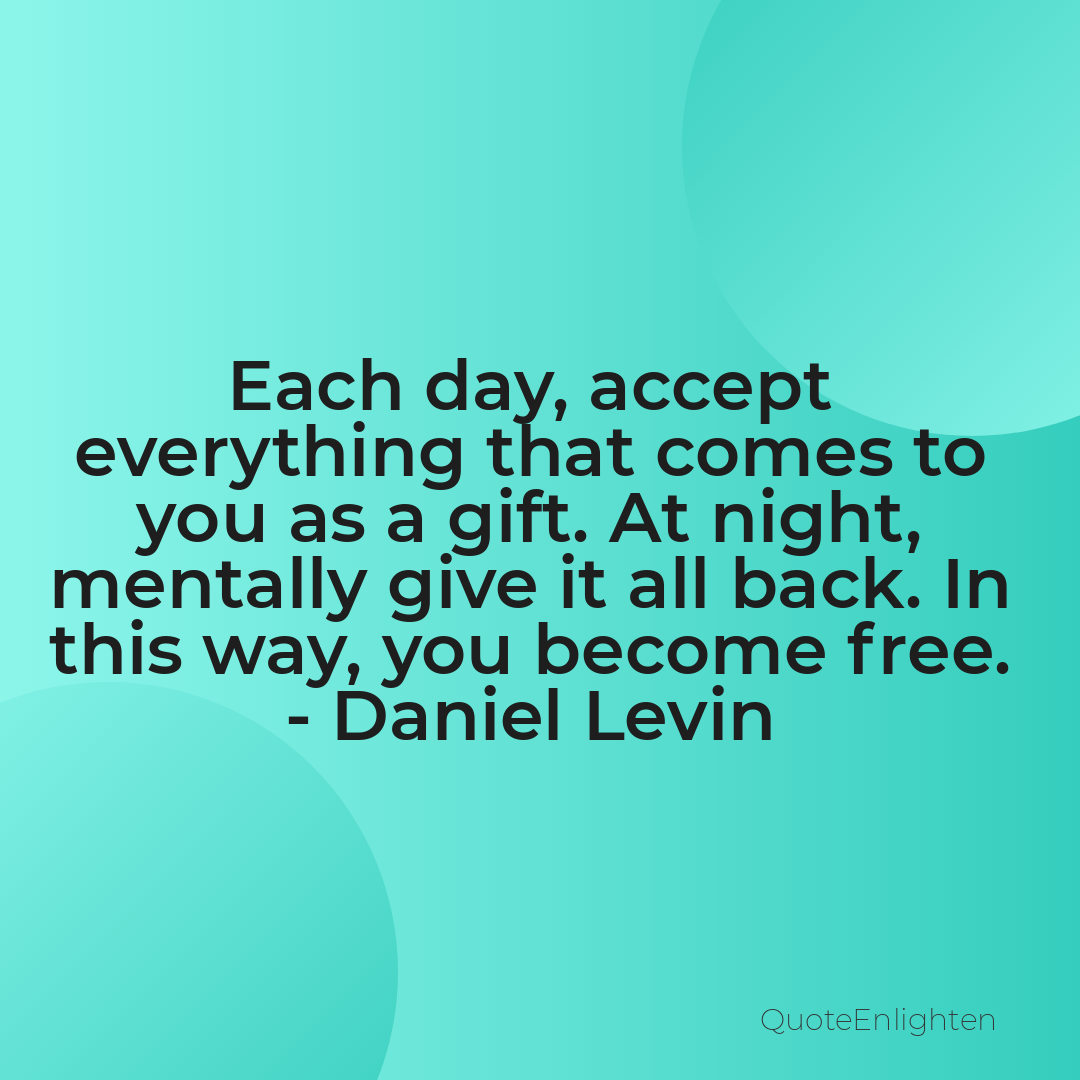 Each day, accept
everything that comes to
you as a gift. At night,
mentally give it all back. In
this way, you become free.
- Daniel Levin
QuoteEnlighten